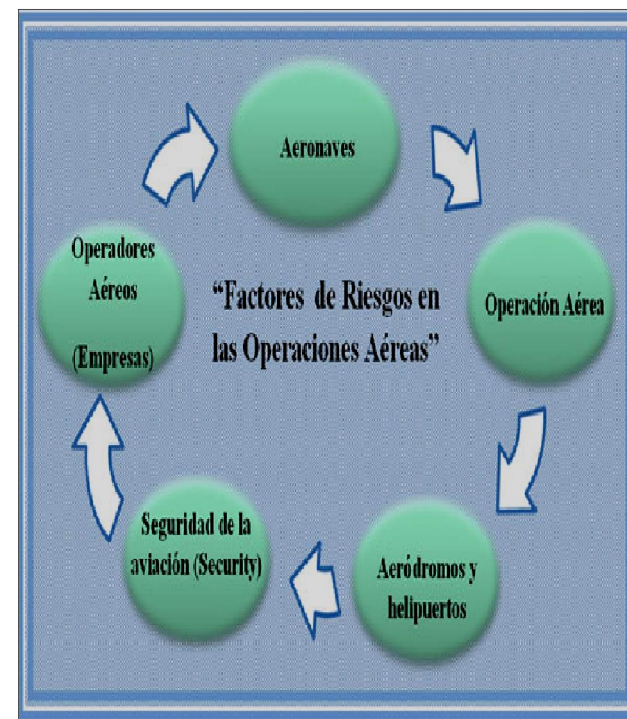 Aeronaves
Operadores
Aéreos
(Empresas)
“Factores de Riesgos en
las Operaciones Aéreas”
Operación Aérea
Seguridad de la
aviación (Security)
Aeródromos y
helipuertos